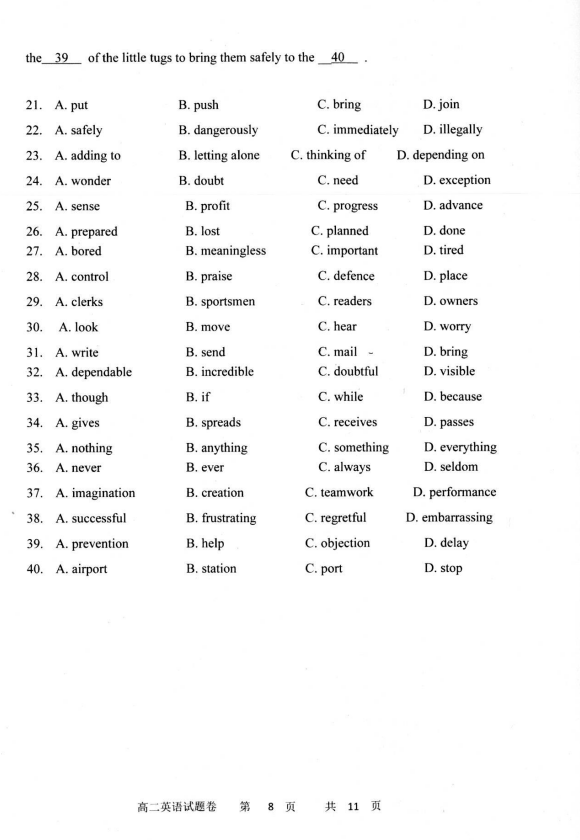 the 39 of the little tugs to bring them safely to the 40 .
21. A. put B. push C. bring D. join
22. A. safely B. dangerously C. immediately D. illegally
23. A. adding to B. letting alone C. thinking of D. depending on
24. A. wonder B. doubt C. need D. exception
25. A. sense B. profit C. progress D. advance
26. A. prepared B. lost C. planned D. done
27. A. bored B. meaningless C. important D. tired
28. A. control B. praise C. defence D. place
29. A. clerks B. sportsmen C. readers D. owners
30. A. look B. move C. hear D. worry
31. A. write B. send C. mail D. bring
32. A. dependable B. incredible C. doubtful D. visible
33. A. though B. if C. while D. because
34. A. gives B. spreads C. receives D. passes
35. A. nothing B. anything C. something D. everything
36. A. never B. ever C. always D. seldom
37. A. imagination B. creation C. teamwork D. performance
38. A. successful B. frustrating C. regretful D. embarrassing
39. A. prevention B. help C. objection D. delay
40. A. airport B. station C. port D. stop
高二英语试题卷 第 8 页 共 11 页